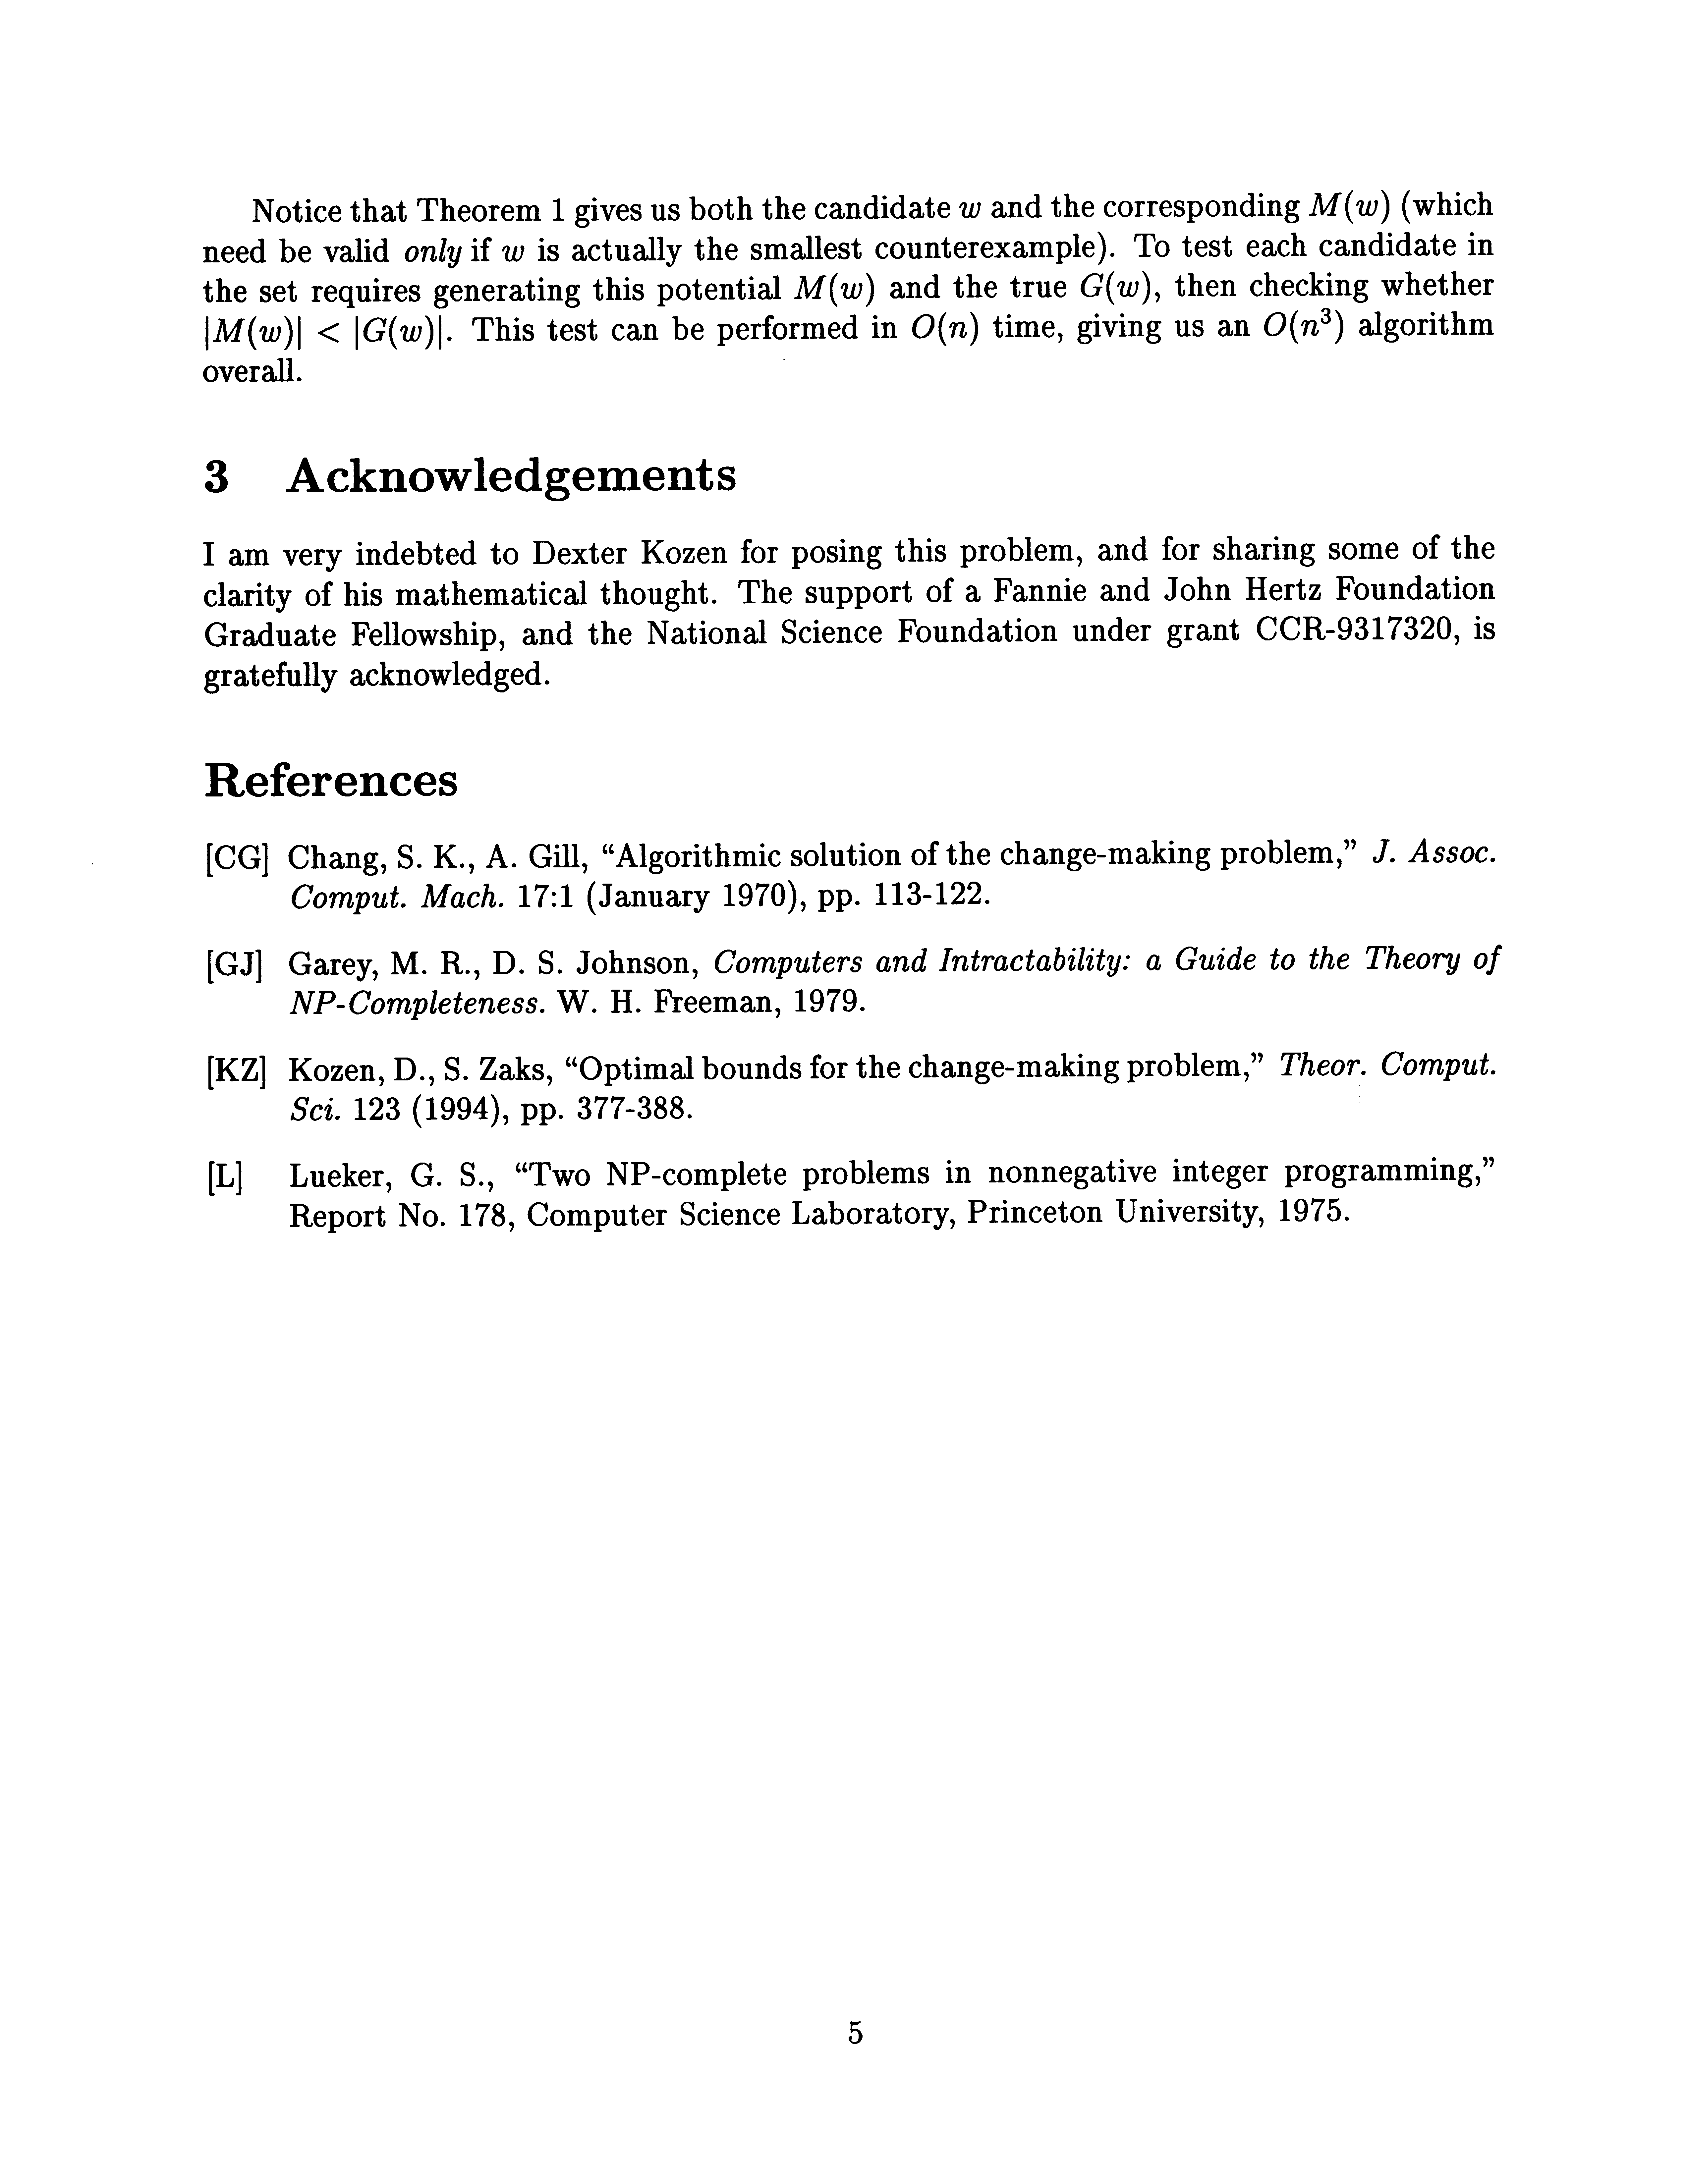 Notice that Theorem 1 gives us both the candidate w and the corresponding M(w) (which
need be valid only if w is actually the smallest counterexample). To test each candidate in
the set requires generating this potential M(w) and the true G(w), then checking whether
|M(w)| < |G(w)|. This test can be performed in O(n) time, giving us an O(n³) algorithm
overall.
3 Acknowledgements
I am very indebted to Dexter Kozen for posing this problem, and for sharing some of the
clarity of his mathematical thought. The support of a Fannie and John Hertz Foundation
Graduate Fellowship, and the National Science Foundation under grant CCR-9317320, is
gratefully acknowledged.
References
[CG] Chang, S. K., A. Gill, “Algorithmic solution of the change-making problem,” J. Assoc.
Comput. Mach. 17:1 (January 1970), pp. 113-122.
[GJ] Garey, M. R., D. S. Johnson, Computers and Intractability: a Guide to the Theory of
NP-Completeness. W. H. Freeman, 1979.
[KZ] Kozen, D., S. Zaks, “Optimal bounds for the change-making problem,” Theor. Comput.
Sci. 123 (1994), pp. 377-388.
[L] Lueker, G. S., “Two NP-complete problems in nonnegative integer programming,”
Report No. 178, Computer Science Laboratory, Princeton University, 1975.
5